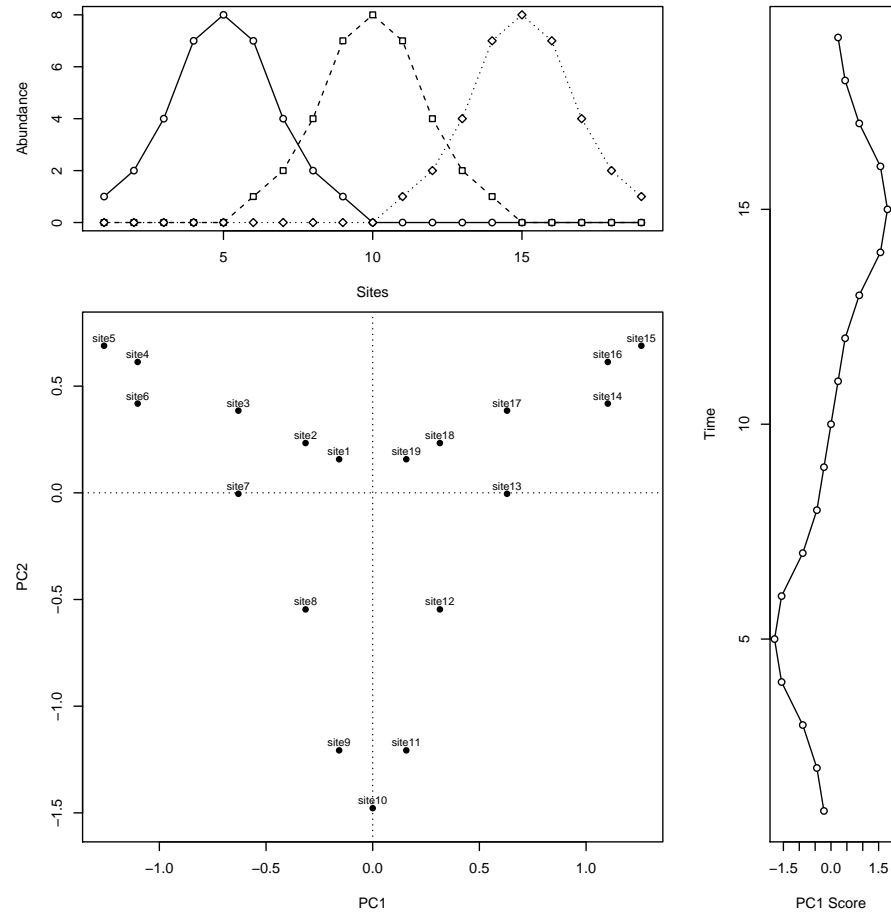 8
6
4
2
0
Abundance
5
10
15
Sites
site5
site15
site4
site16
site6
site14
site3
site17
site2
site18
site1
site19
site7
site13
site8
site12
site9
site11
site10
0.5
0.0
−0.5
−1.0
−1.5
PC2
−1.0
−0.5
0.0
0.5
1.0
PC1
15
10
5
Time
−1.5
0.0
1.5
PC1 Score